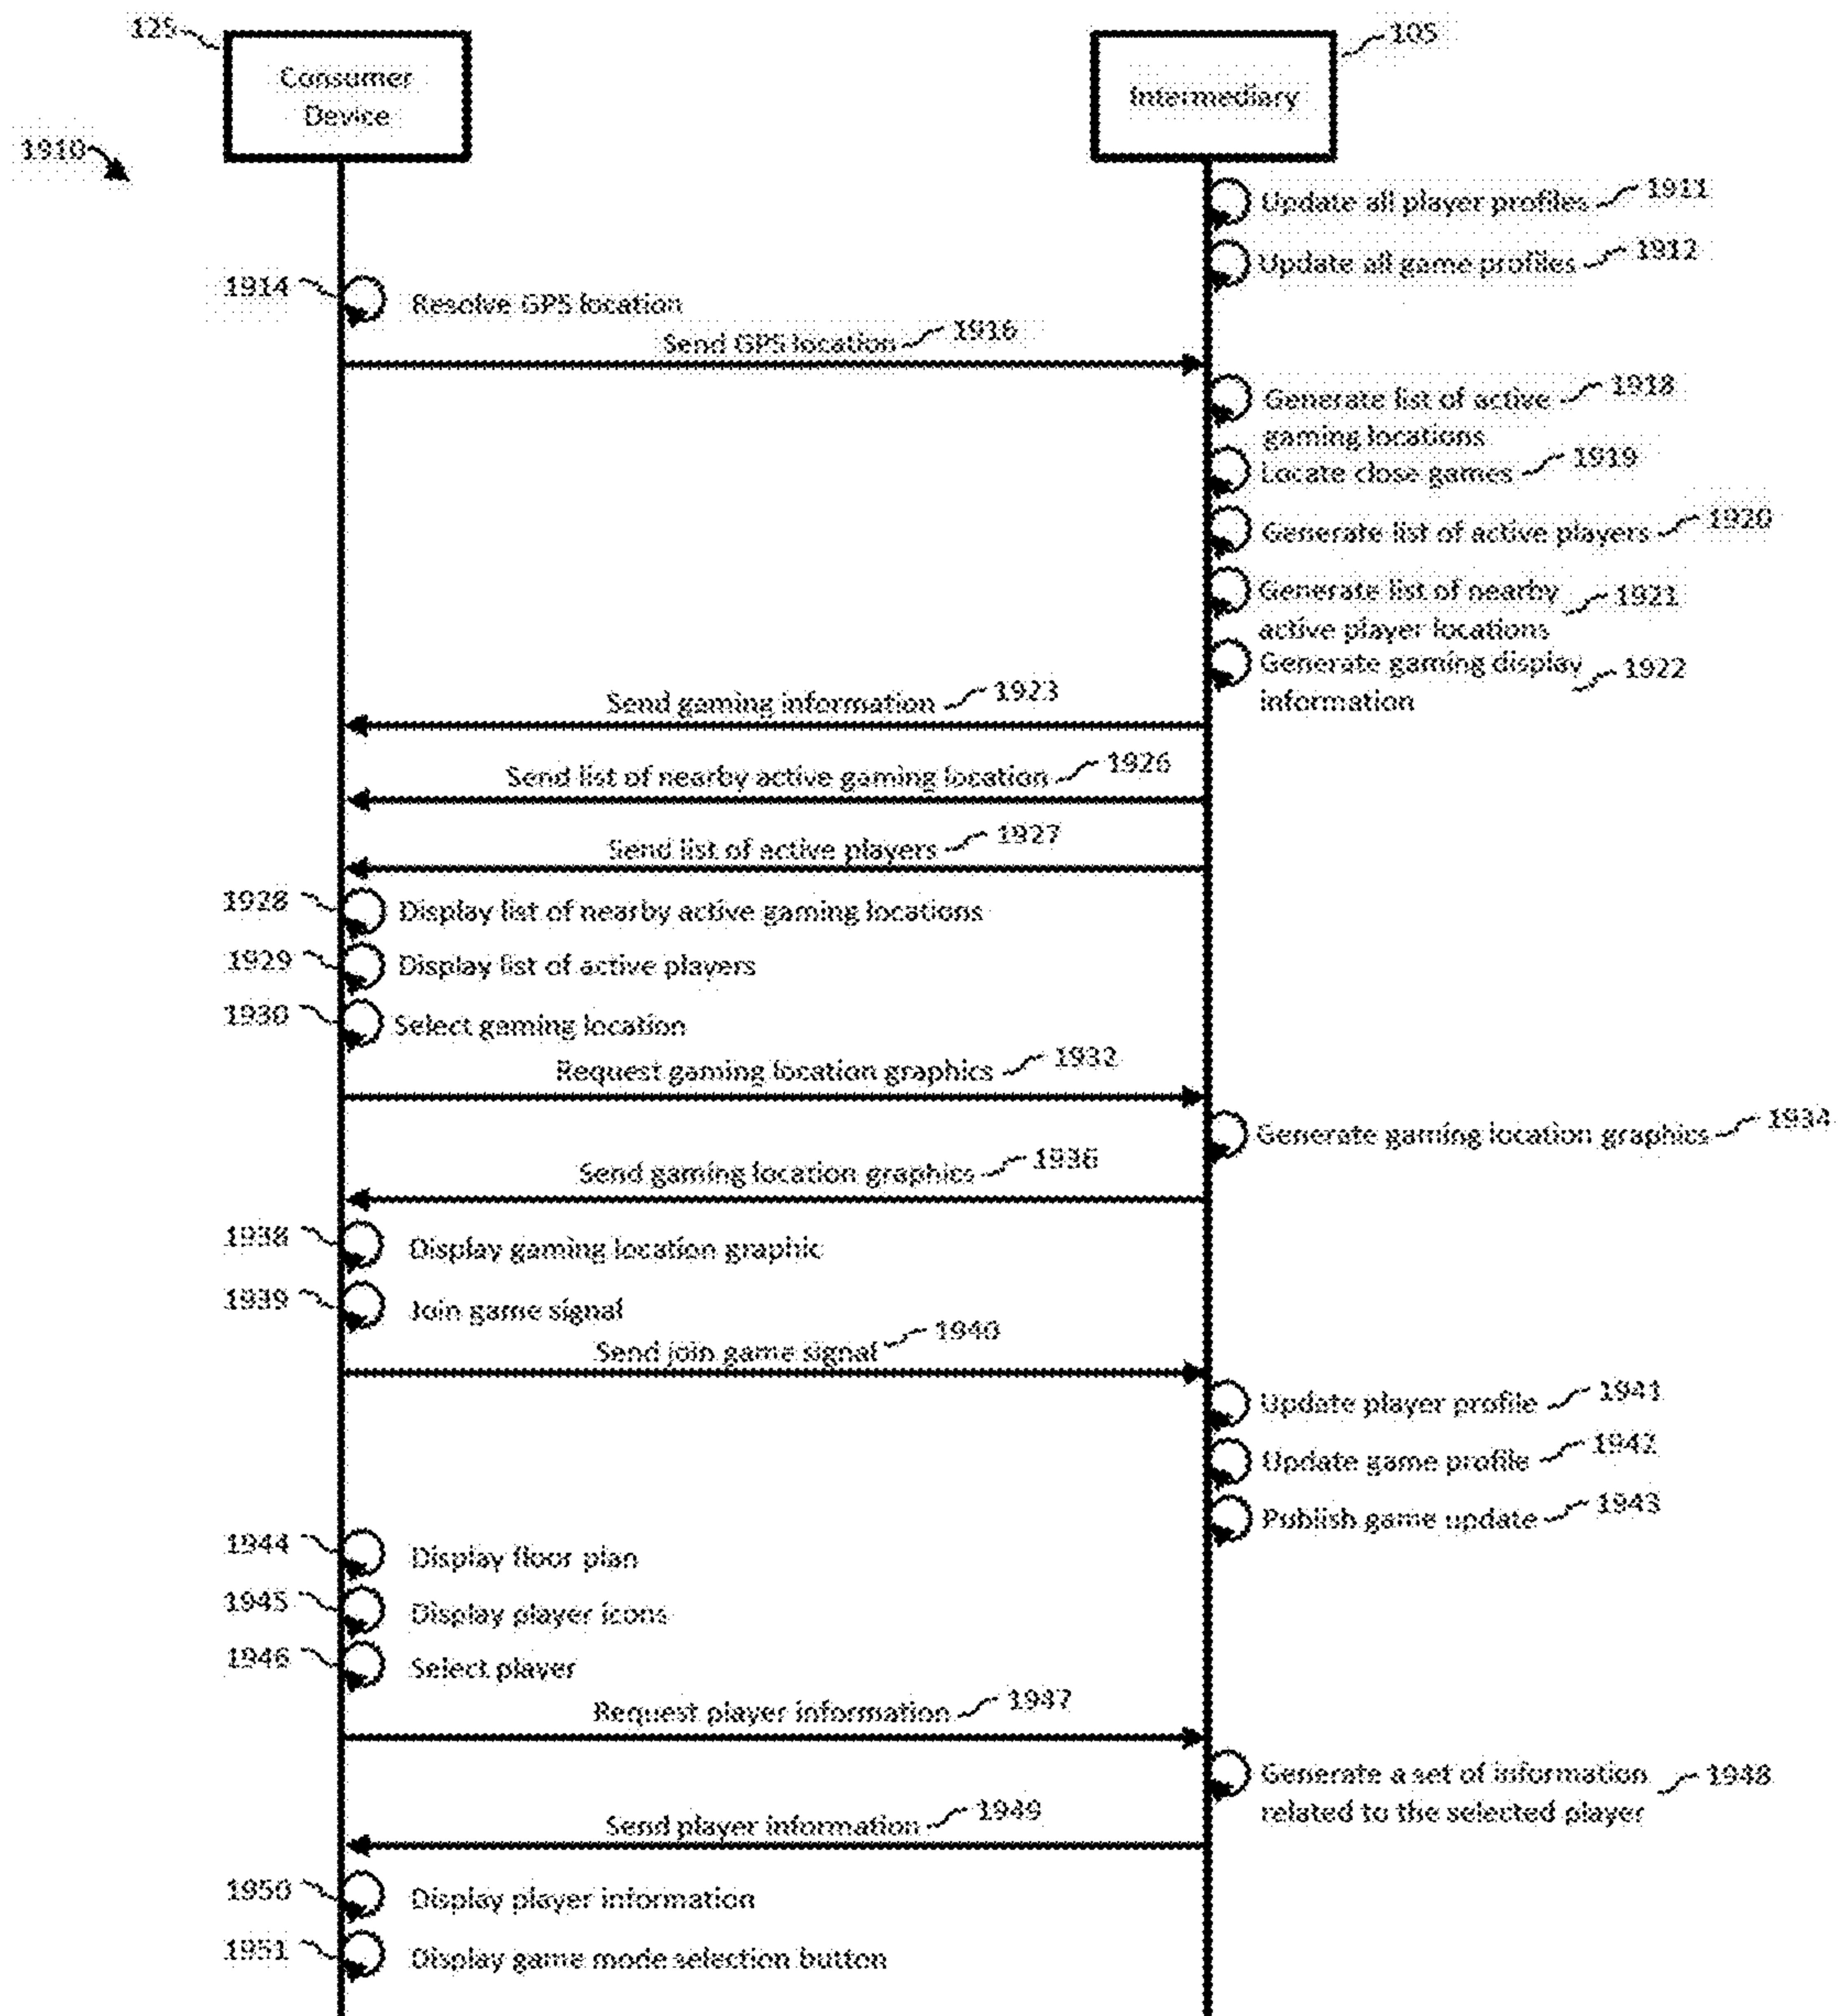 125
105
Consumer
Device
Intermediary
1910
Update all player profiles 1911
Update all game profiles 1912
1914 Resolve GPS location
Send GPS location 1916
Generate list of active 1918
gaming locations
Locate close games 1919
Generate list of active players 1920
Generate list of nearby 1921
active player locations
Generate gaming display 1922
information
Send gaming information 1923
Send list of nearby active gaming location 1926
Send list of active players 1927
1928 Display list of nearby active gaming locations
1929 Display list of active players
1930 Select gaming location
Request gaming location graphics 1932
Generate gaming location graphics 1934
Send gaming location graphics 1936
1938 Display gaming location graphic
1939 Join game signal
Send join game signal 1940
Update player profile 1941
Update game profile 1942
Publish game update 1943
1944 Display floor plan
1945 Display player icons
1946 Select player
Request player information 1947
Generate a set of information 1948
related to the selected player
Send player information 1949
1950 Display player information
1951 Display game mode selection button